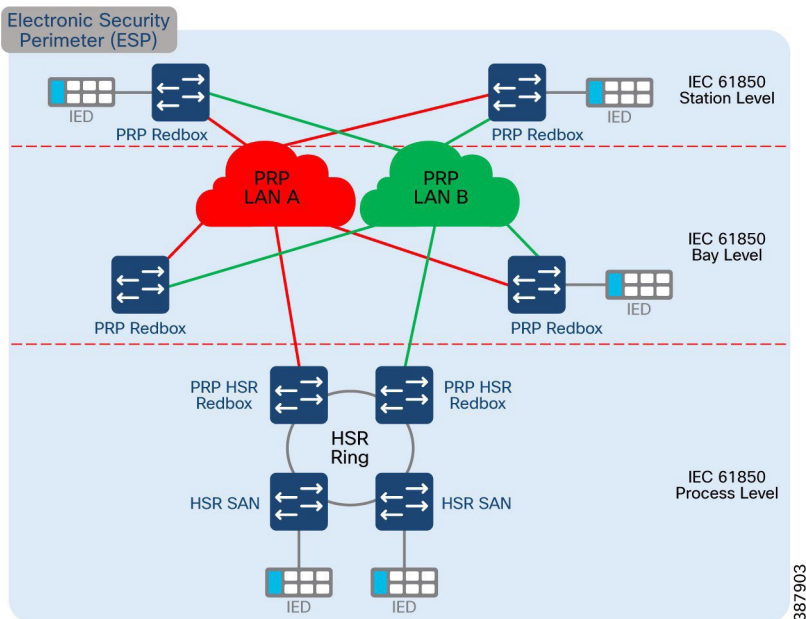 Electronic Security
Perimeter (ESP)
IED
PRP Redbox
PRP Redbox
IED
IEC 61850
Station Level
PRP
LAN A
PRP
LAN B
IEC 61850
Bay Level
PRP Redbox
PRP Redbox
IED
PRP HSR
Redbox
PRP HSR
Redbox
HSR
Ring
HSR SAN
HSR SAN
IEC 61850
Process Level
IED
IED
387903